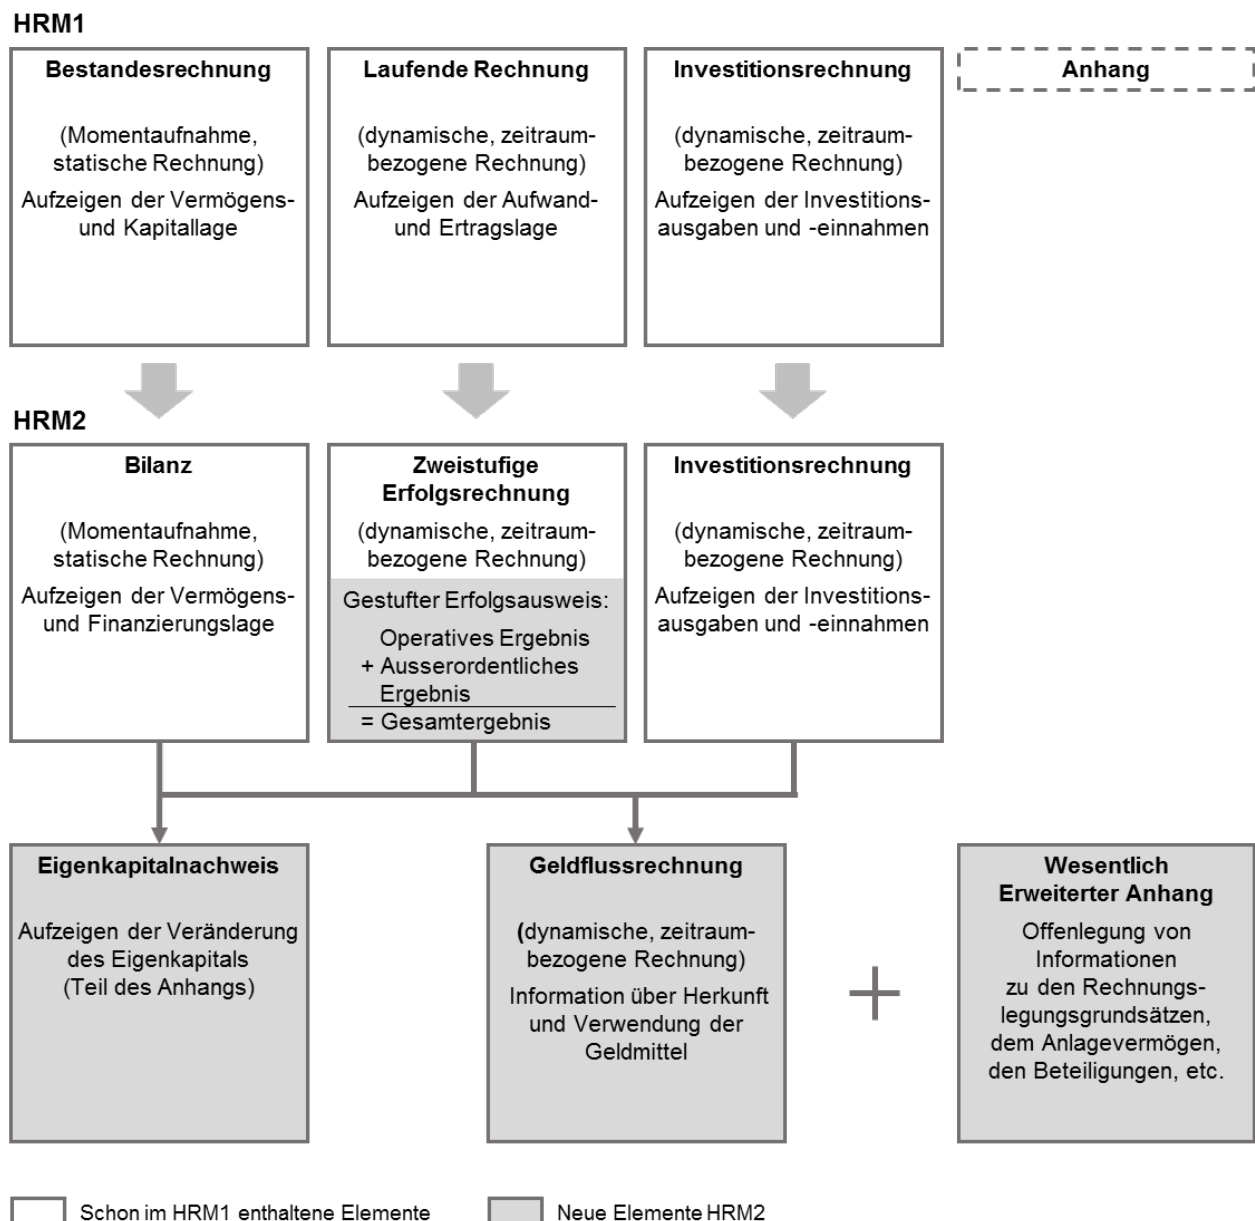 HRM1
Bestandesrechnung
(Momentaufnahme,
statische Rechnung)
Aufzeigen der Vermögens-
und Kapitallage
Laufende Rechnung
(dynamische, zeitraum-
bezogene Rechnung)
Aufzeigen der Aufwand-
und Ertragslage
Investitionsrechnung
(dynamische, zeitraum-
bezogene Rechnung)
Aufzeigen der Investitions-
ausgaben und -einnahmen
Anhang
HRM2
Bilanz
(Momentaufnahme,
statische Rechnung)
Aufzeigen der Vermögens-
und Finanzierungslage
Zweistufige
Erfolgsrechnung
(dynamische, zeitraum-
bezogene Rechnung)
Gestufter Erfolgsausweis:
Operatives Ergebnis
+ Ausserordentliches
Ergebnis
= Gesamtergebnis
Investitionsrechnung
(dynamische, zeitraum-
bezogene Rechnung)
Aufzeigen der Investitions-
ausgaben und -einnahmen
Eigenkapitalnachweis
Aufzeigen der Veränderung
des Eigenkapitals
(Teil des Anhangs)
Geldflussrechnung
(dynamische, zeitraum-
bezogene Rechnung)
Information über Herkunft
und Verwendung der
Geldmittel
+
Wesentlich
Erweiterter Anhang
Offenlegung von
Informationen
zu den Rechnungs-
legungsgrundsätzen,
dem Anlagevermögen,
den Beteiligungen, etc.
Schon im HRM1 enthaltene Elemente
Neue Elemente HRM2